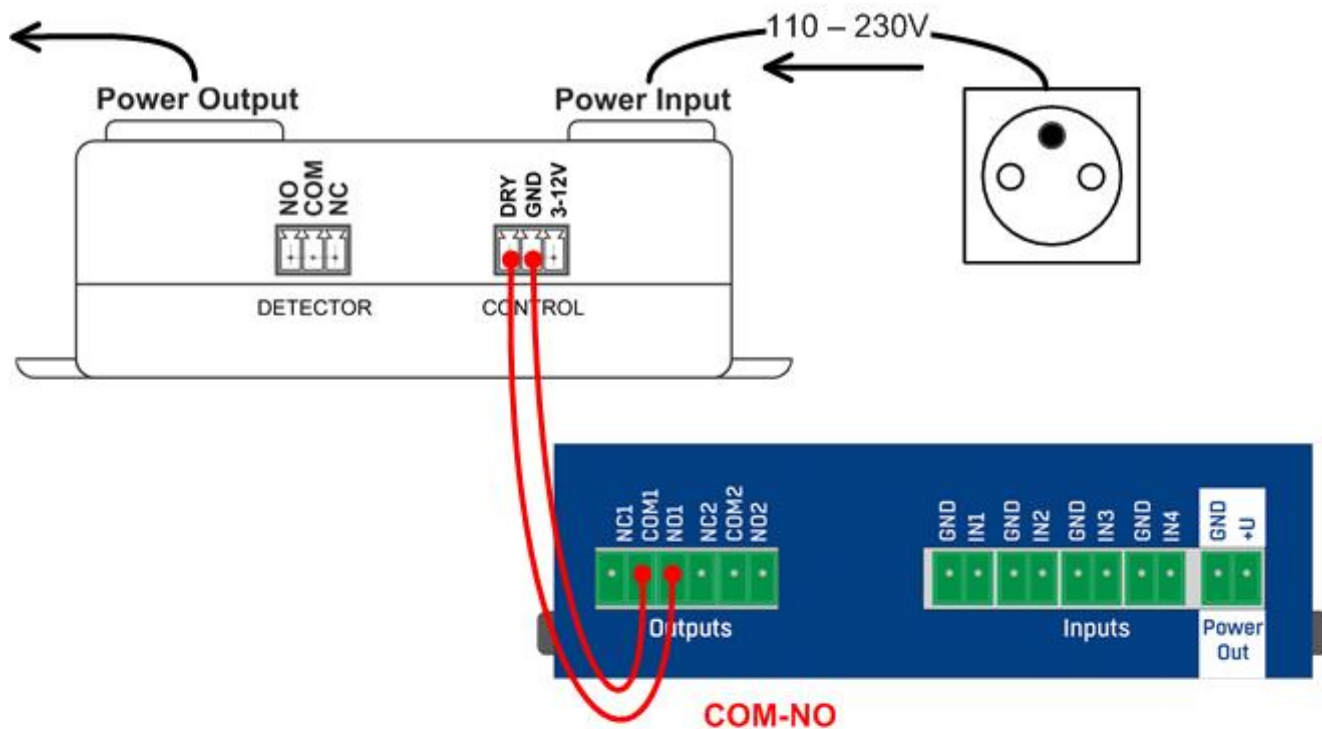 110 – 230V
Power Output
Power Input
NO
COM
NC
DRY
GND
3-12V
DETECTOR
CONTROL
NC1
COM1
NO1
NC2
COM2
NO2
GND
IN1
GND
IN2
GND
IN3
GND
IN4
GND
+U
Outputs
Inputs
Power
Out
COM-NO